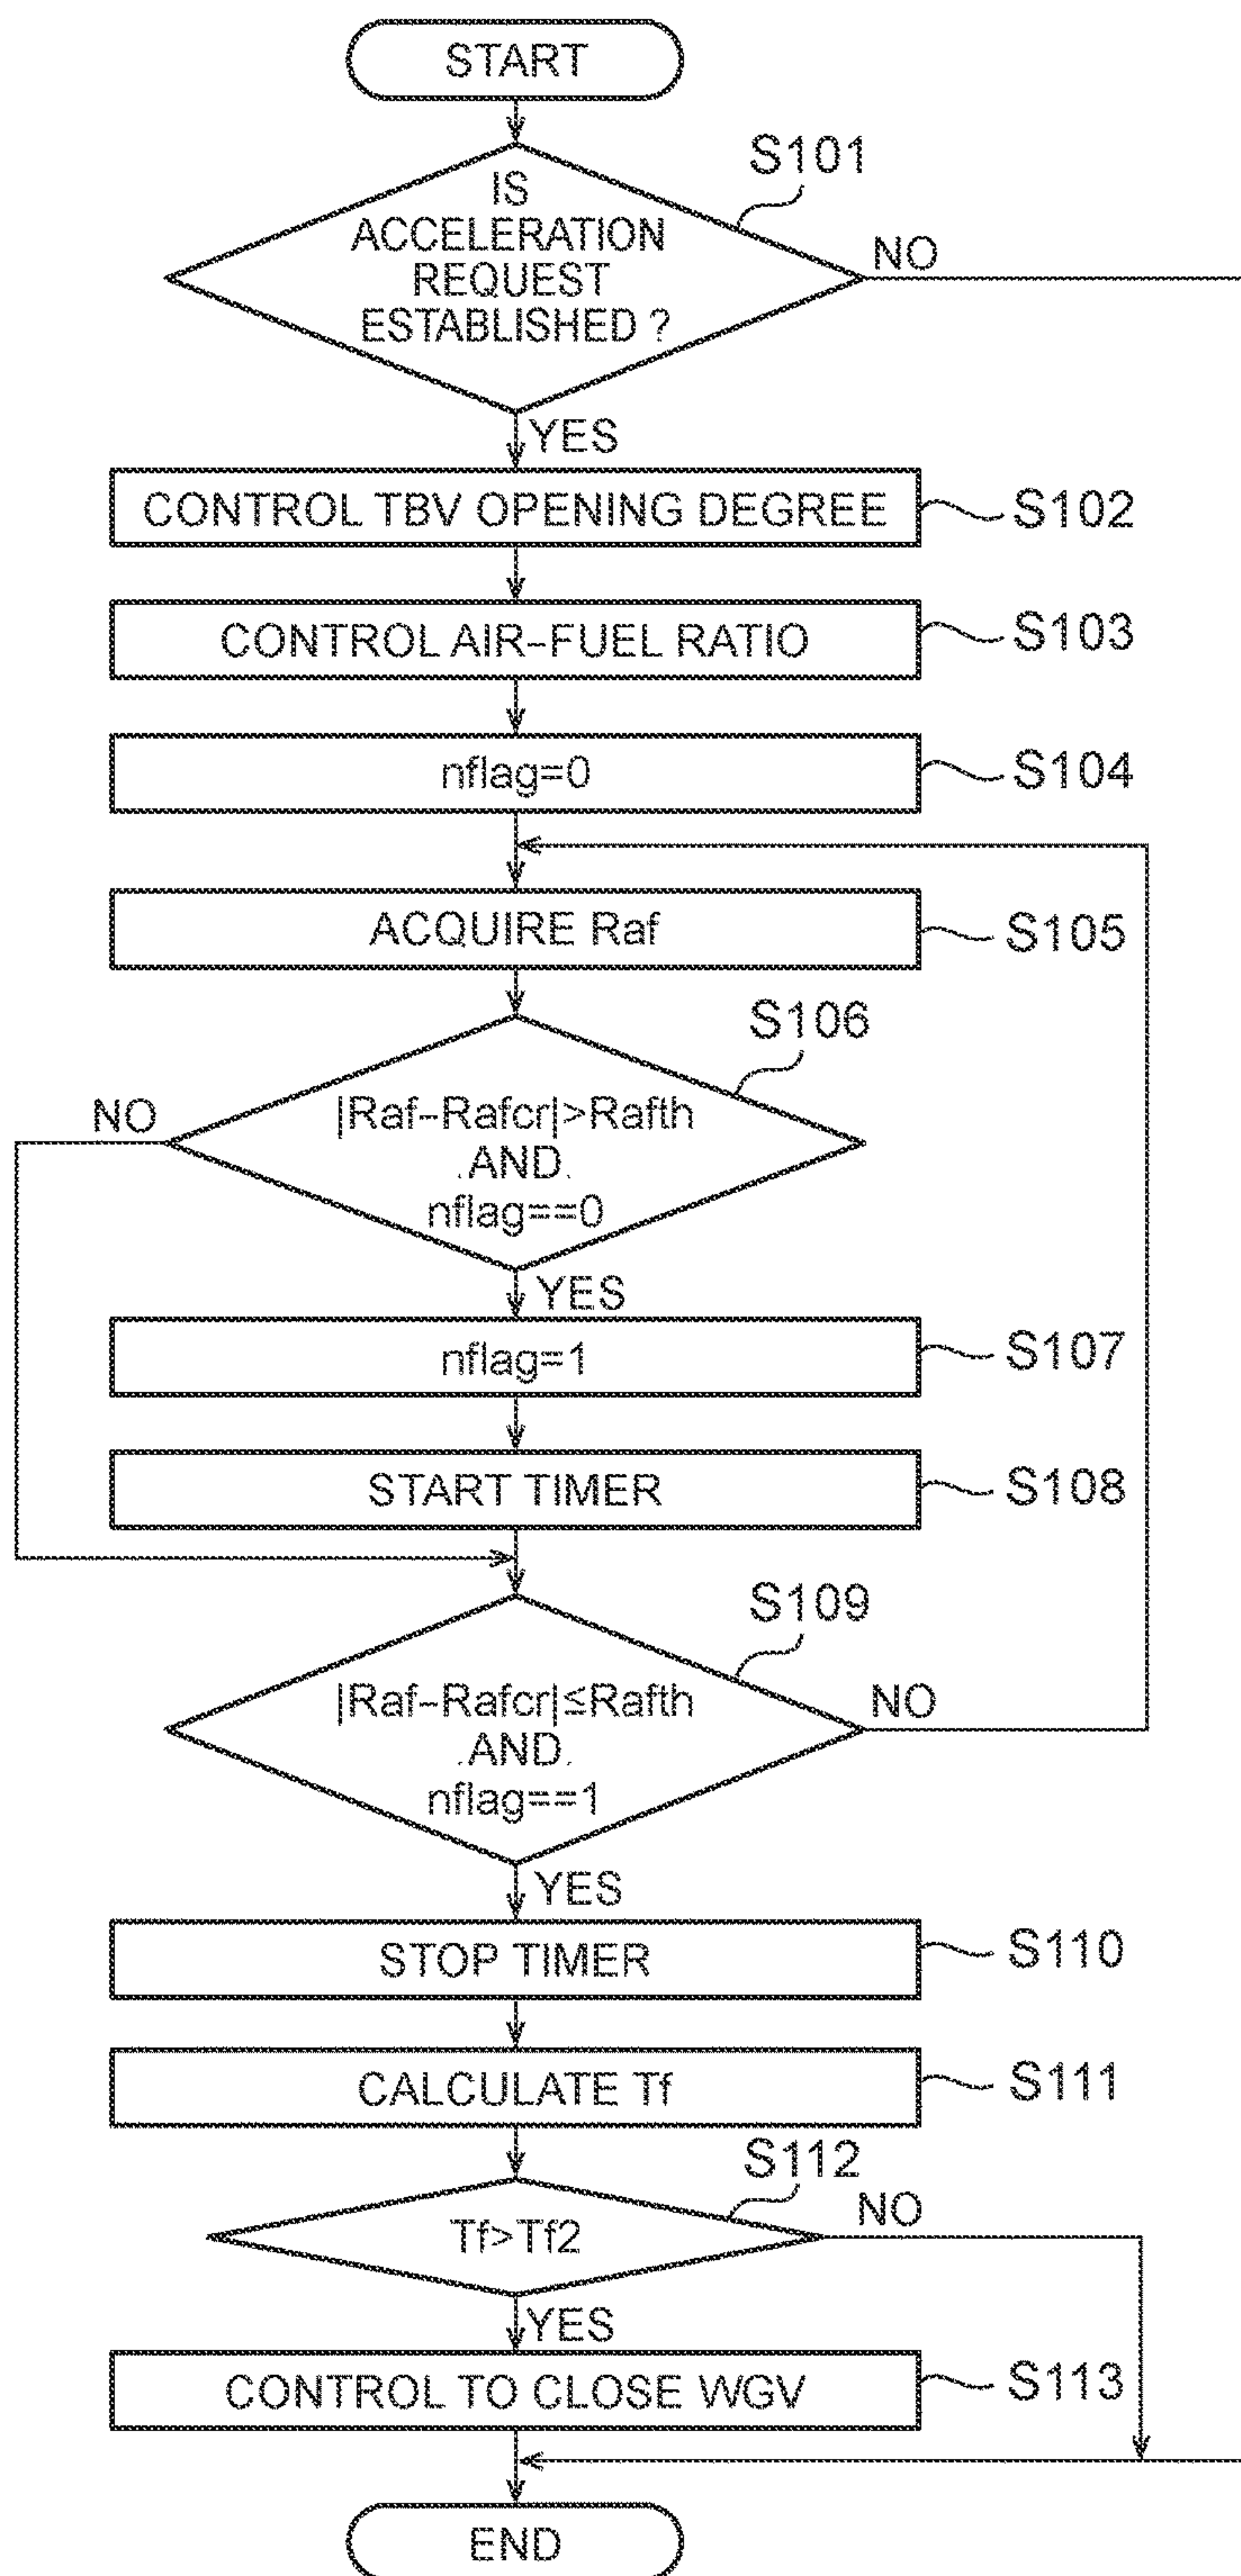 START
S101
IS
ACCELERATION
REQUEST
ESTABLISHED ?
NO
YES
CONTROL TBV OPENING DEGREE
S102
CONTROL AIR-FUEL RATIO
S103
nflag=0
S104
ACQUIRE Raf
S105
S106
NO
|Raf-Rafcr|>Rafth
.AND.
nflag==0
YES
nflag=1
S107
START TIMER
S108
S109
|Raf-Rafcr|≤Rafth
.AND.
nflag==1
NO
YES
STOP TIMER
S110
CALCULATE Tf
S111
S112
Tf>Tf2
NO
YES
CONTROL TO CLOSE WGV
S113
END